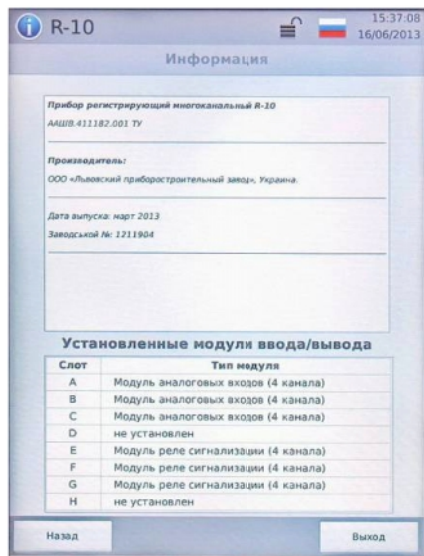 R-10
15:37:08
16/06/2013
Информация
Прибор регистрирующий многоканальный R-10
ААШВ.411182.001 ТУ
Производитель:
ООО «Львовский приборостроительный завод», Украина.
Дата выпуска: март 2013
Заводской №: 1211904
Установленные модули ввода/вывода
Слот Тип модуля
A Модуль аналоговых входов (4 канала)
B Модуль аналоговых входов (4 канала)
C Модуль аналоговых входов (4 канала)
D не установлен
E Модуль реле сигнализации (4 канала)
F Модуль реле сигнализации (4 канала)
G Модуль реле сигнализации (4 канала)
H не установлен
Назад Выход